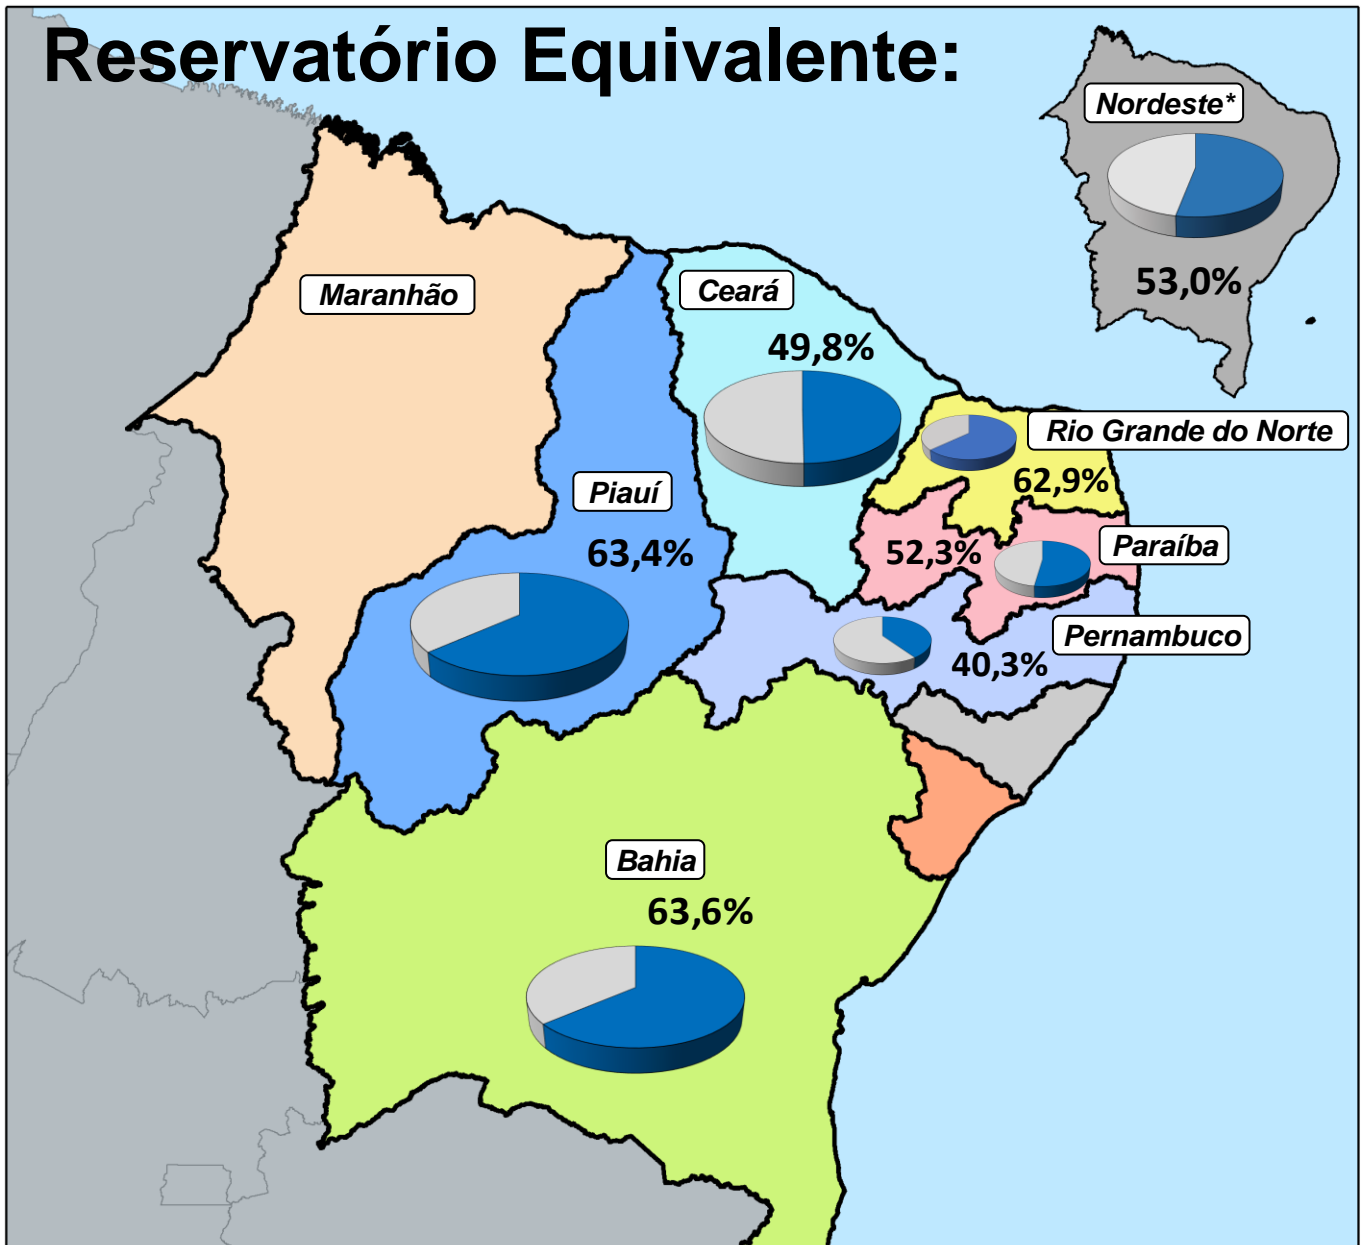 Reservatório Equivalente:
Nordeste*
53,0%
Maranhão
Ceará
49,8%
Rio Grande do Norte
62,9%
Piauí
63,4%
Paraíba
52,3%
Pernambuco
40,3%
Bahia
63,6%